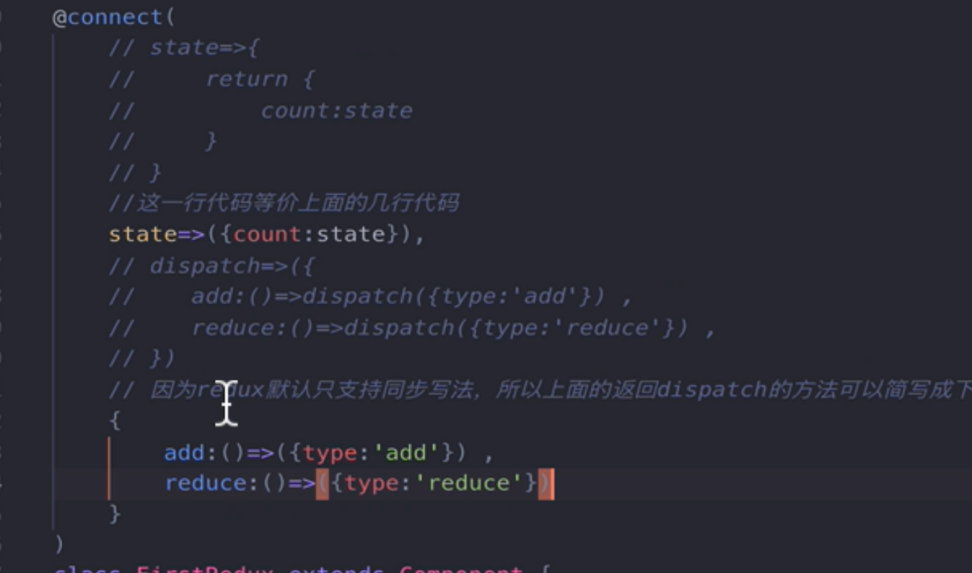 @connect(
// state=>{
//     return {
//         count:state
//     }
// }
//这一行代码等价上面的几行代码
state=>({count:state}),
// dispatch=>({
//    add:()=>dispatch({type:'add'}) ,
//    reduce:()=>dispatch({type:'reduce'}) ,
// })
// 因为redux默认只支持同步写法，所以上面的返回dispatch的方法可以简写成下
{
add:()=>({type:'add'}) ,
reduce:()=>({type:'reduce'})
}
)
class FirstRedux extends Component {